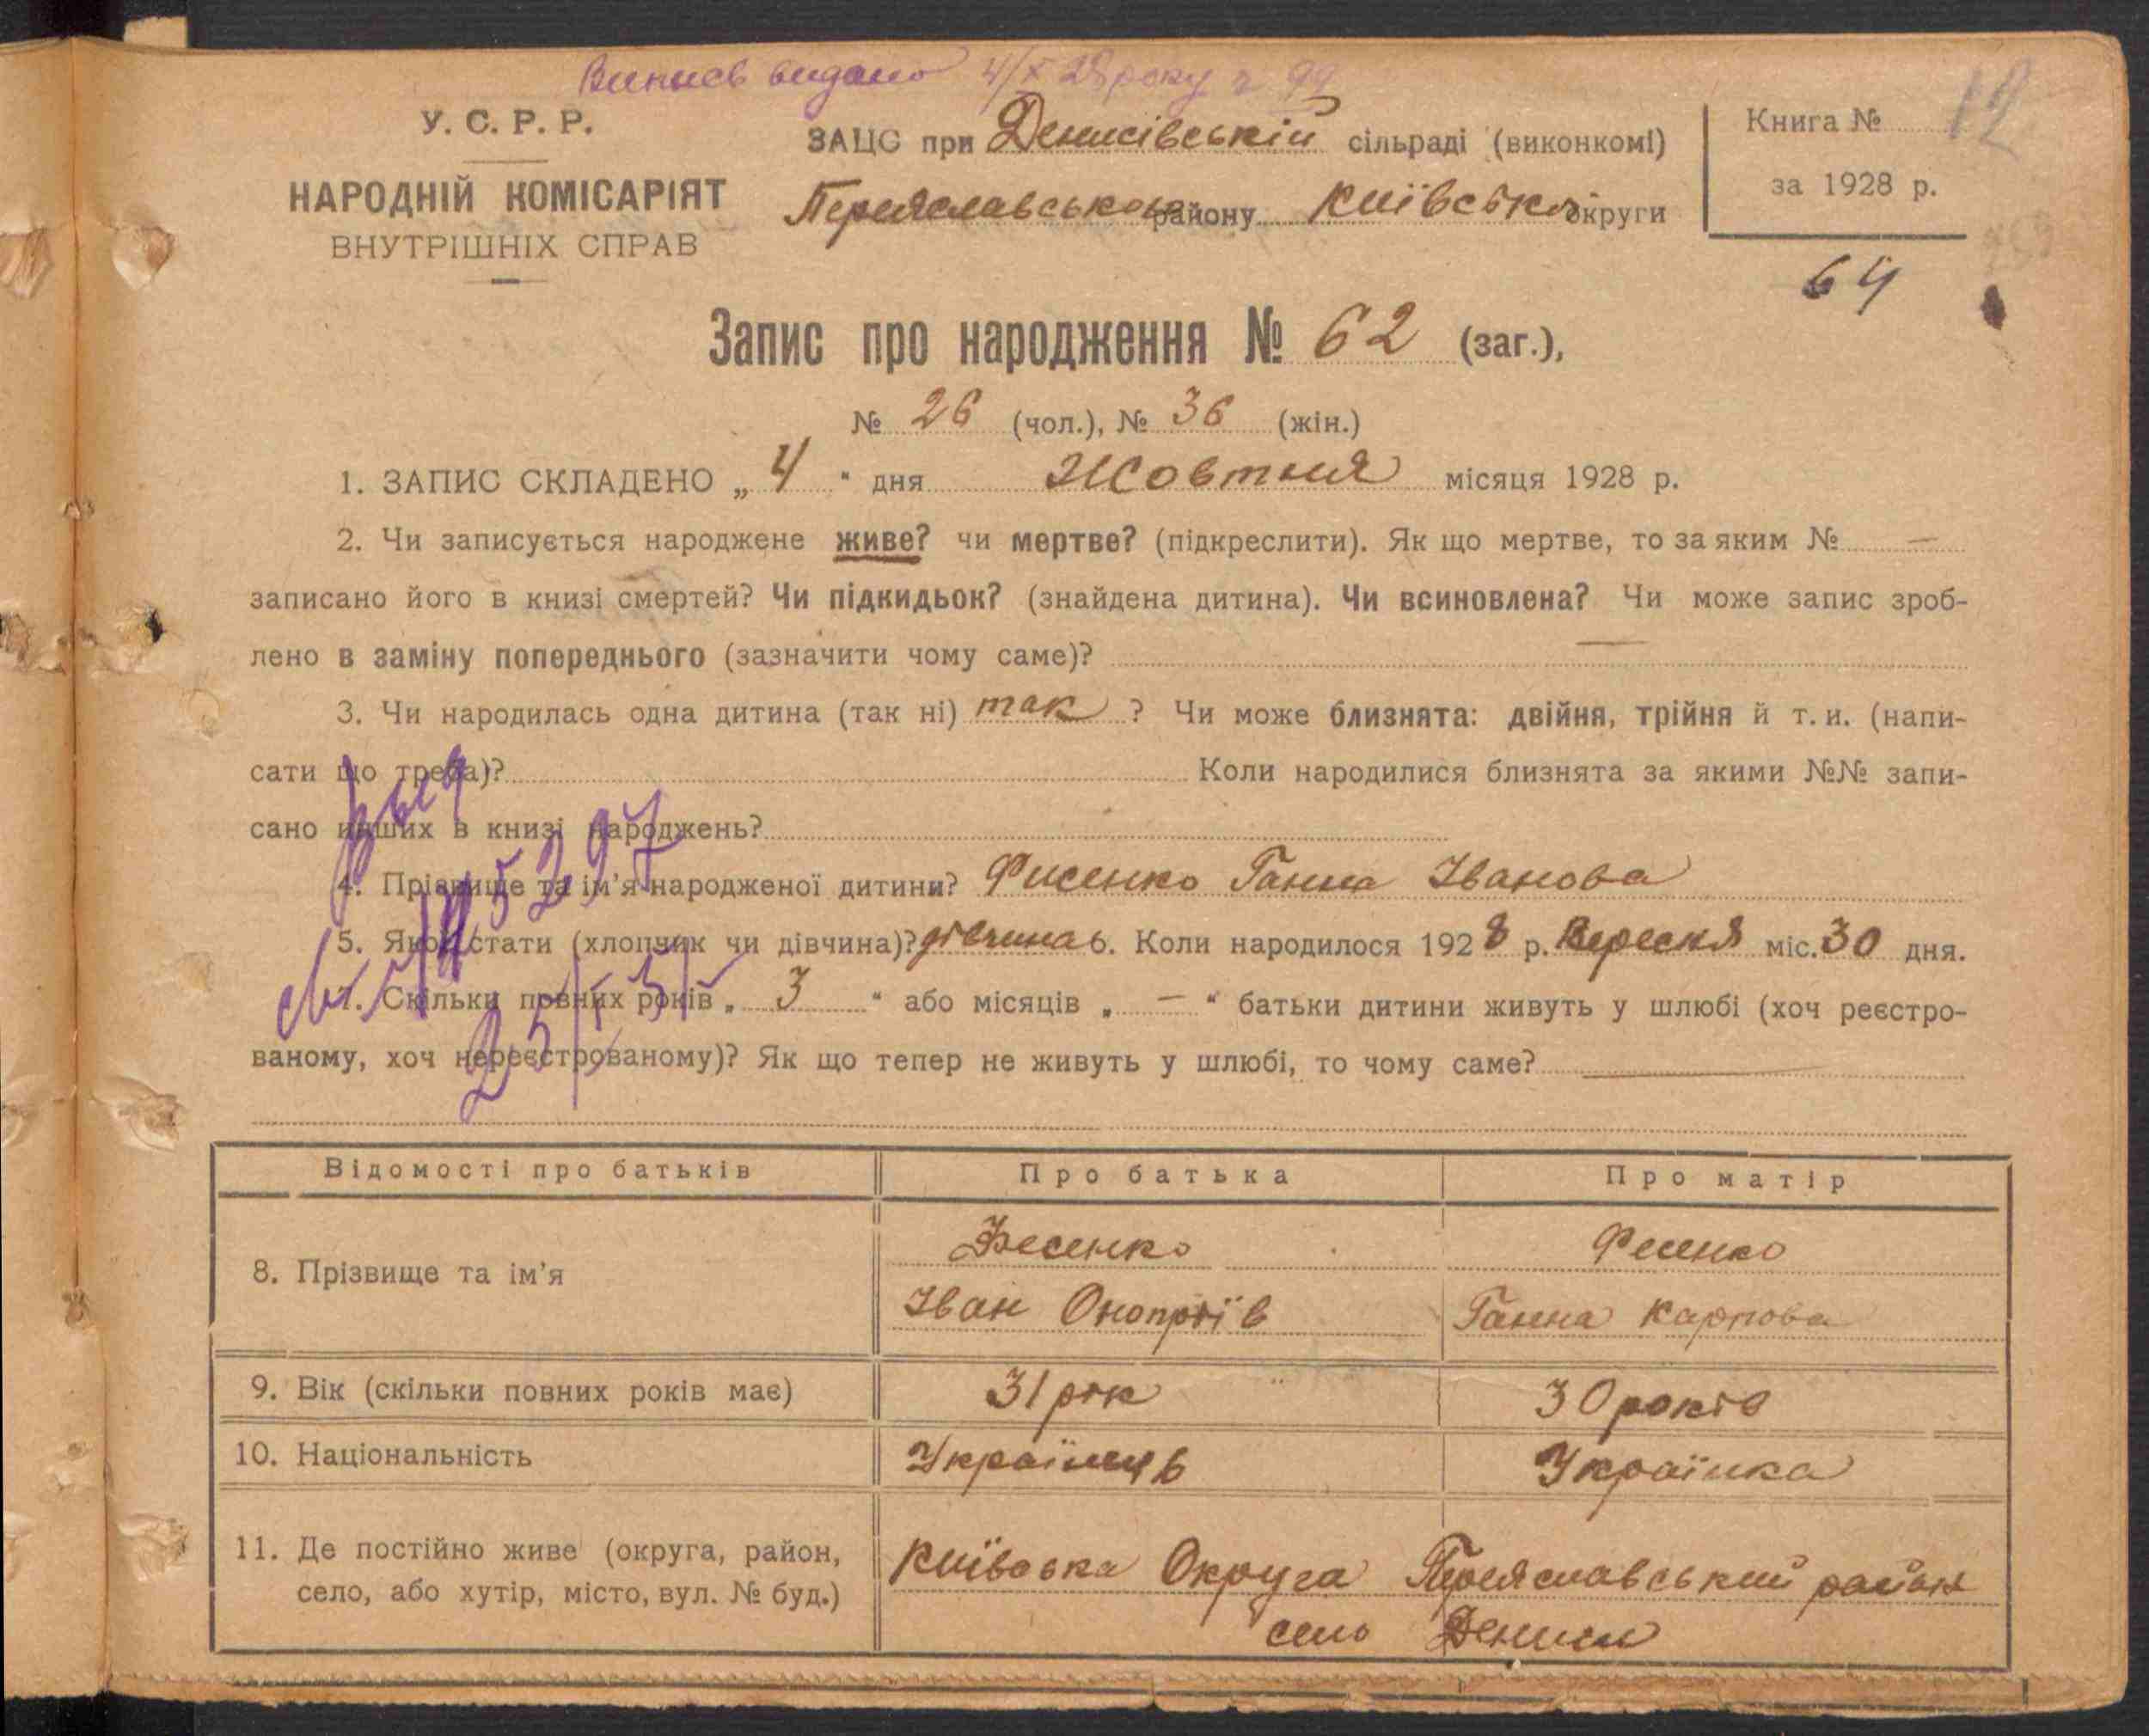 Випись видано 4/X 28 року
У. С. Р. Р.
НАРОДНІЙ КОМІСАРІЯТ
ВНУТРІШНІХ СПРАВ
ЗАЦС при Денисівській сільраді (виконкомі)
Переяславського району Київської округи
Книга №
за 1928 р.
12
64
Запис про народження № 62 (заг.),
№ 26 (чол.), № 36 (жін.)
1. ЗАПИС СКЛАДЕНО „ 4 " дня Жовтня місяця 1928 р.
2. Чи записується народжене живе? чи мертве? (підкреслити). Як що мертве, то за яким № —
записано його в книзі смертей? Чи підкидьок? (знайдена дитина). Чи всиновлена? Чи може запис зроб-
лено в заміну попереднього (зазначити чому саме)? —
3. Чи народилась одна дитина (так ні) так ? Чи може близнята: двійня, трійня й т. и. (напи-
сати що треба)? Коли народилися близнята за якими №№ запи-
сано инших в книзі народжень?
4. Прізвище та ім'я народженої дитини? Фисенко Ганна Іванова
5. Якої стати (хлопчик чи дівчина)? дівчина 6. Коли народилося 1928 р. Вересня міс. 30 дня.
7. Скільки повних років „ 3 " або місяців „ — " батьки дитини живуть у шлюбі (хоч реєстро-
ваному, хоч нереєстрованому)? Як що тепер не живуть у шлюбі, то чому саме? —
Відомості про батьків Про батька Про матір
8. Прізвище та ім'я
Фесенко
Іван Онопріїв
Фесенко
Ганна Карпова
9. Вік (скільки повних років має) 31 рік 30 років
10. Національність Українець Українка
11. Де постійно живе (округа, район,
село, або хутір, місто, вул. № буд.)
Київська Округа Переяславський район
село Дениси